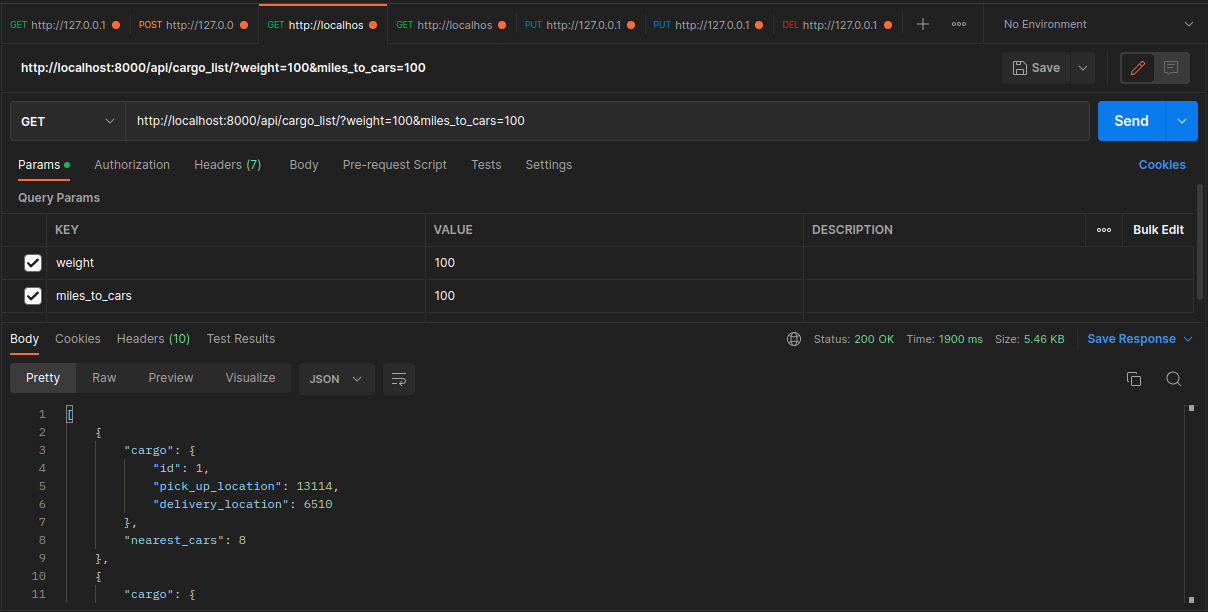 GET http://127.0.0.1 POST http://127.0.0 GET http://localhos GET http://localhos PUT http://127.0.0.1 PUT http://127.0.0.1 DEL http://127.0.0.1 No Environment
http://localhost:8000/api/cargo_list/?weight=100&miles_to_cars=100 Save
GET http://localhost:8000/api/cargo_list/?weight=100&miles_to_cars=100 Send
Params Authorization Headers (7) Body Pre-request Script Tests Settings Cookies
Query Params
KEY VALUE DESCRIPTION Bulk Edit
weight 100
miles_to_cars 100
Body Cookies Headers (10) Test Results Status: 200 OK Time: 1900 ms Size: 5.46 KB Save Response
Pretty Raw Preview Visualize JSON
1 [
2 {
3 "cargo": {
4 "id": 1,
5 "pick_up_location": 13114,
6 "delivery_location": 6510
7 },
8 "nearest_cars": 8
9 },
10 {
11 "cargo": {